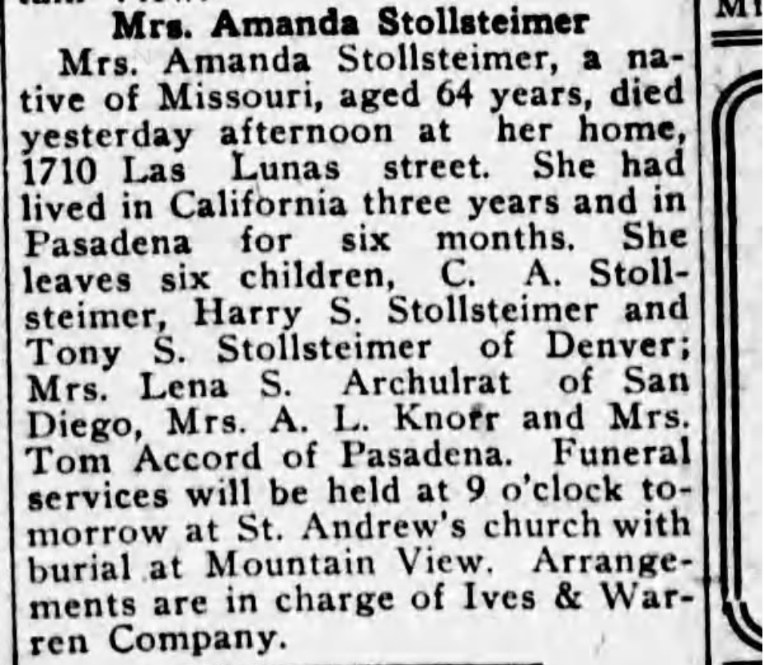 Mrs. Amanda Stollsteimer
Mrs. Amanda Stollsteimer, a na-
tive of Missouri, aged 64 years, died
yesterday afternoon at her home,
1710 Las Lunas street. She had
lived in California three years and in
Pasadena for six months. She
leaves six children, C. A. Stoll-
steimer, Harry S. Stollsteimer and
Tony S. Stollsteimer of Denver;
Mrs. Lena S. Archulrat of San
Diego, Mrs. A. L. Knorr and Mrs.
Tom Accord of Pasadena. Funeral
services will be held at 9 o'clock to-
morrow at St. Andrew's church with
burial at Mountain View. Arrange-
ments are in charge of Ives & War-
ren Company.